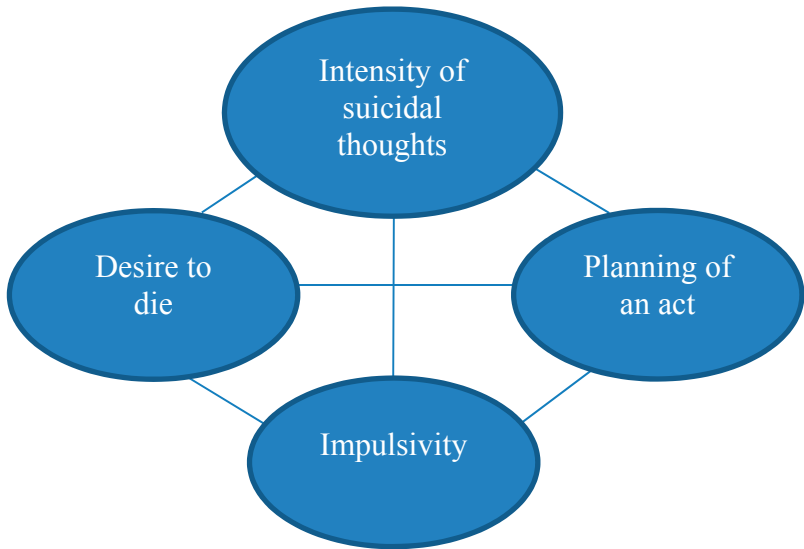 Intensity of
suicidal
thoughts
Desire to
die
Planning of
an act
Impulsivity